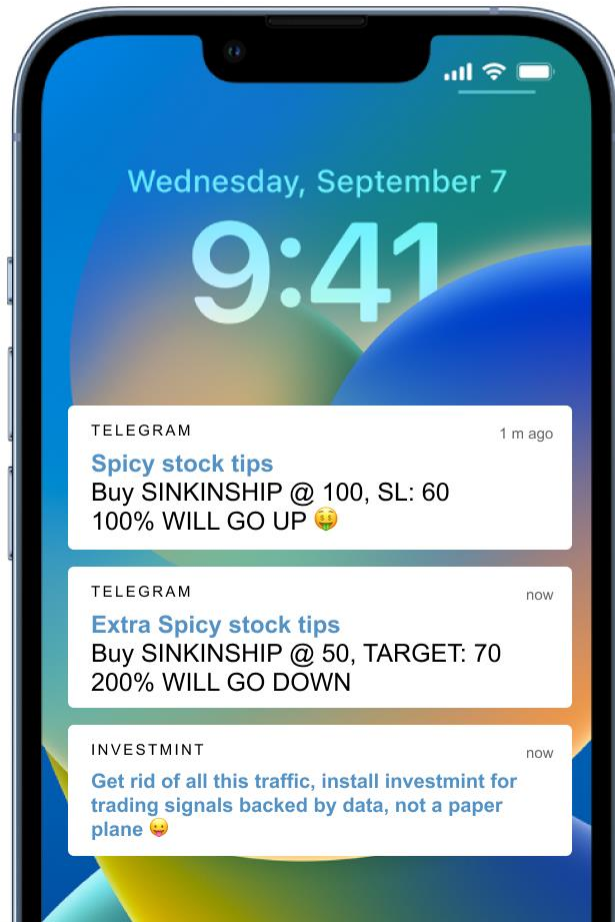 Wednesday, September 7
9:41
TELEGRAM
1 m ago
Spicy stock tips
Buy SINKINSHIP @ 100, SL: 60
100% WILL GO UP 🤑
TELEGRAM
now
Extra Spicy stock tips
Buy SINKINSHIP @ 50, TARGET: 70
200% WILL GO DOWN
INVESTMINT
now
Get rid of all this traffic, install investmint for
trading signals backed by data, not a paper
plane 😛